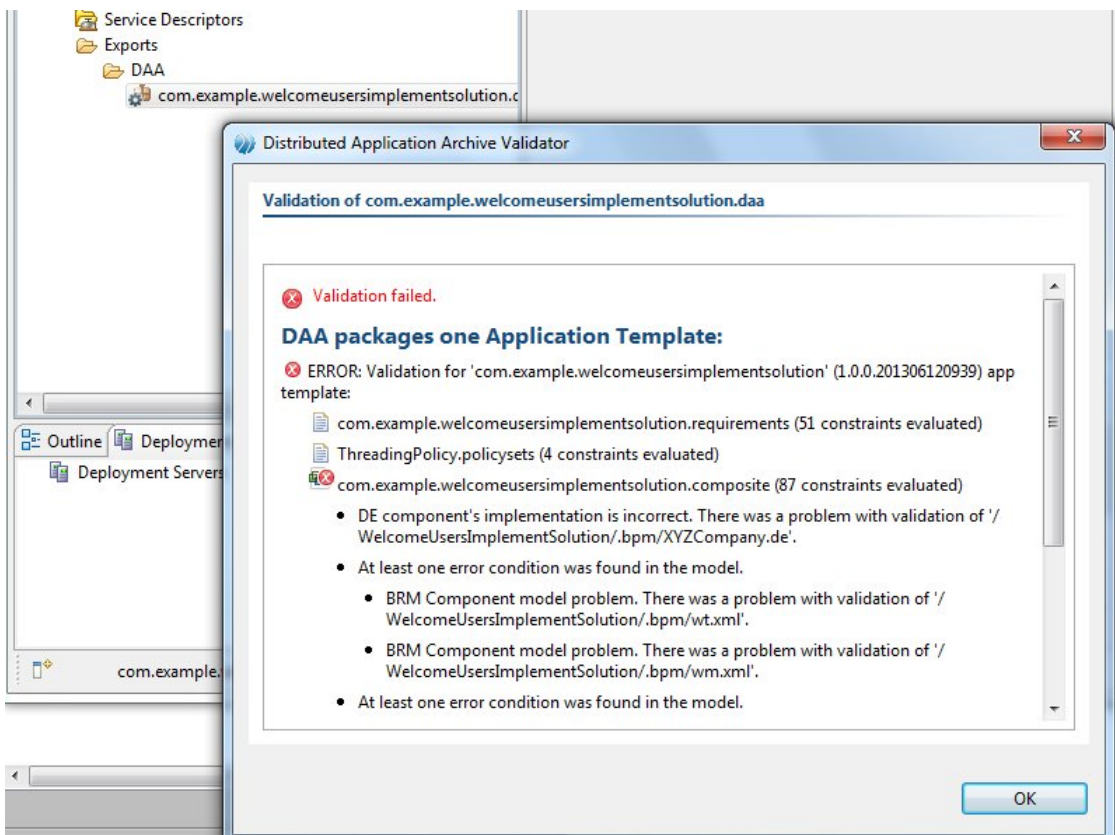 Service Descriptors
Exports
DAA
com.example.welcomeusersimplementsolution.c
Distributed Application Archive Validator
Validation of com.example.welcomeusersimplementsolution.daa
Validation failed.
DAA packages one Application Template:
ERROR: Validation for 'com.example.welcomeusersimplementsolution' (1.0.0.201306120939) app
template:
com.example.welcomeusersimplementsolution.requirements (51 constraints evaluated)
ThreadingPolicy.policysets (4 constraints evaluated)
com.example.welcomeusersimplementsolution.composite (87 constraints evaluated)
• DE component's implementation is incorrect. There was a problem with validation of '/
WelcomeUsersImplementSolution/.bpm/XYZCompany.de'.
• At least one error condition was found in the model.
• BRM Component model problem. There was a problem with validation of '/
WelcomeUsersImplementSolution/.bpm/wt.xml'.
• BRM Component model problem. There was a problem with validation of '/
WelcomeUsersImplementSolution/.bpm/wm.xml'.
• At least one error condition was found in the model.
OK
Outline Deploymen
Deployment Servers
com.example.